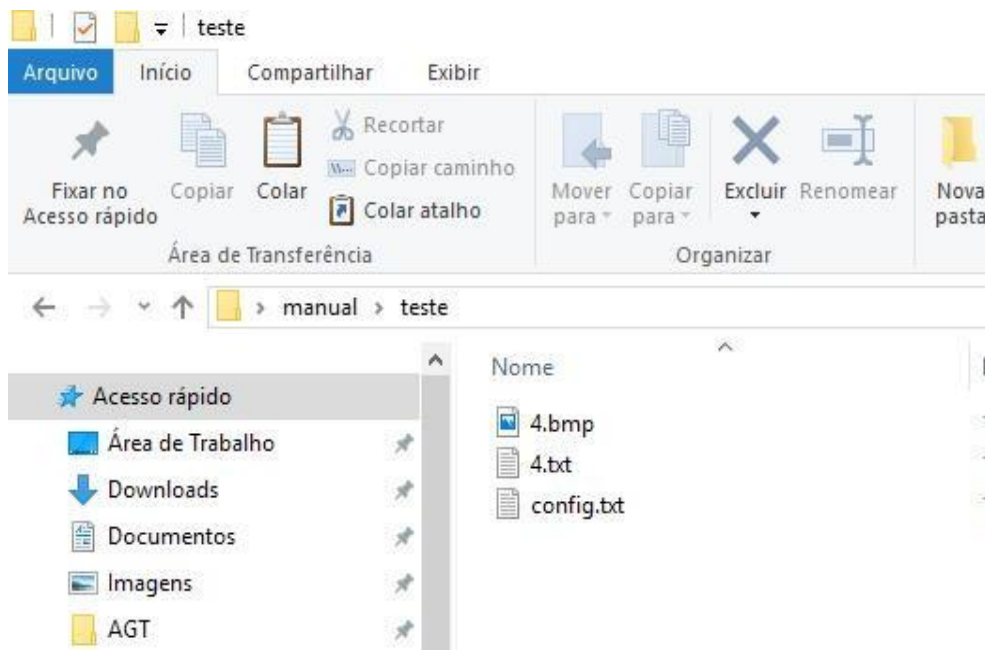 teste
Arquivo Início Compartilhar Exibir
Fixar no
Acesso rápido
Copiar
Colar
Recortar
Copiar caminho
Colar atalho
Área de Transferência
Mover
para
Copiar
para
Excluir
Renomear
Organizar
Nova
pasta
manual > teste
Nome
Acesso rápido
Área de Trabalho
Downloads
Documentos
Imagens
AGT
4.bmp
4.txt
config.txt